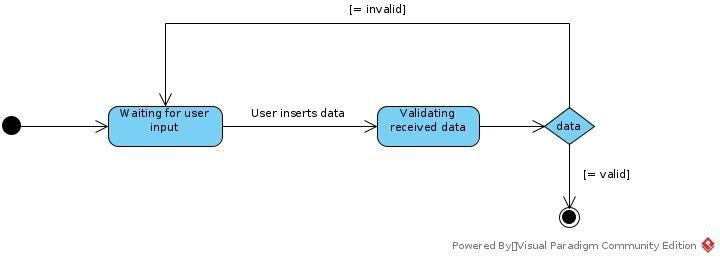 [= invalid]
Waiting for user
input
User inserts data
Validating
received data
data
[= valid]
Powered By▯Visual Paradigm Community Edition